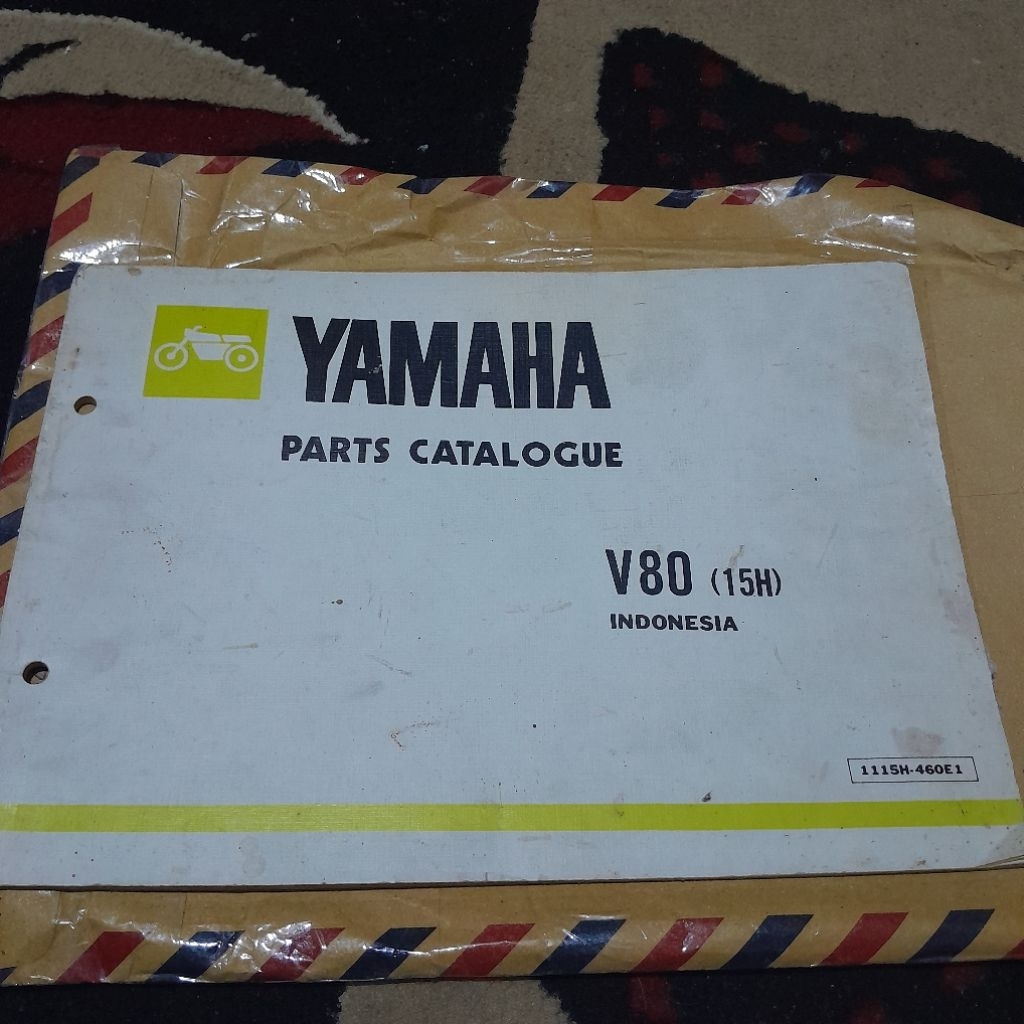 YAMAHA
PARTS CATALOGUE
V80 (15H)
INDONESIA
1115H-460E1